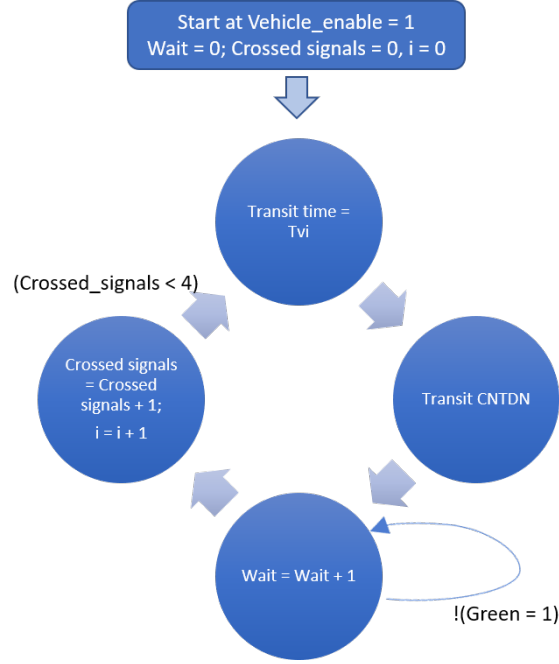 Start at Vehicle_enable = 1
Wait = 0; Crossed signals = 0, i = 0
Transit time =
Tvi
(Crossed_signals < 4)
Crossed signals
= Crossed
signals + 1;
i = i + 1
Transit CNTDN
Wait = Wait + 1
!(Green = 1)